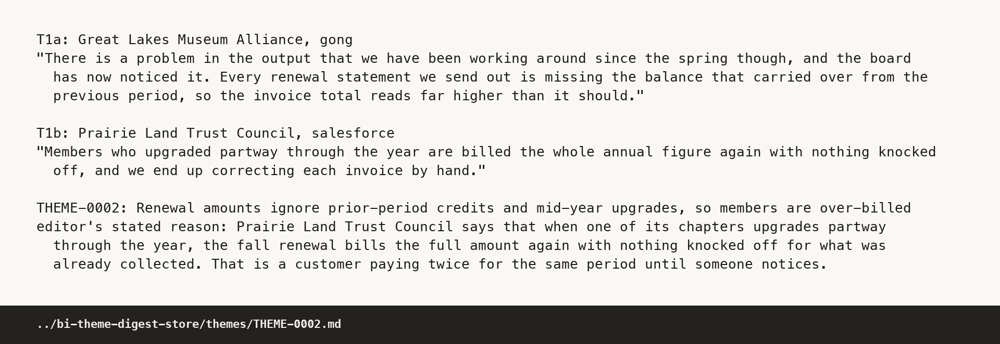 T1a: Great Lakes Museum Alliance, gong
"There is a problem in the output that we have been working around since the spring though, and the board
has now noticed it. Every renewal statement we send out is missing the balance that carried over from the
previous period, so the invoice total reads far higher than it should."
T1b: Prairie Land Trust Council, salesforce
"Members who upgraded partway through the year are billed the whole annual figure again with nothing knocked
off, and we end up correcting each invoice by hand."
THEME−0002: Renewal amounts ignore prior−period credits and mid−year upgrades, so members are over−billed
editor's stated reason: Prairie Land Trust Council says that when one of its chapters upgrades partway
through the year, the fall renewal bills the full amount again with nothing knocked off for what was
already collected. That is a customer paying twice for the same period until someone notices.
../bi−theme−digest−store/themes/THEME−0002.md